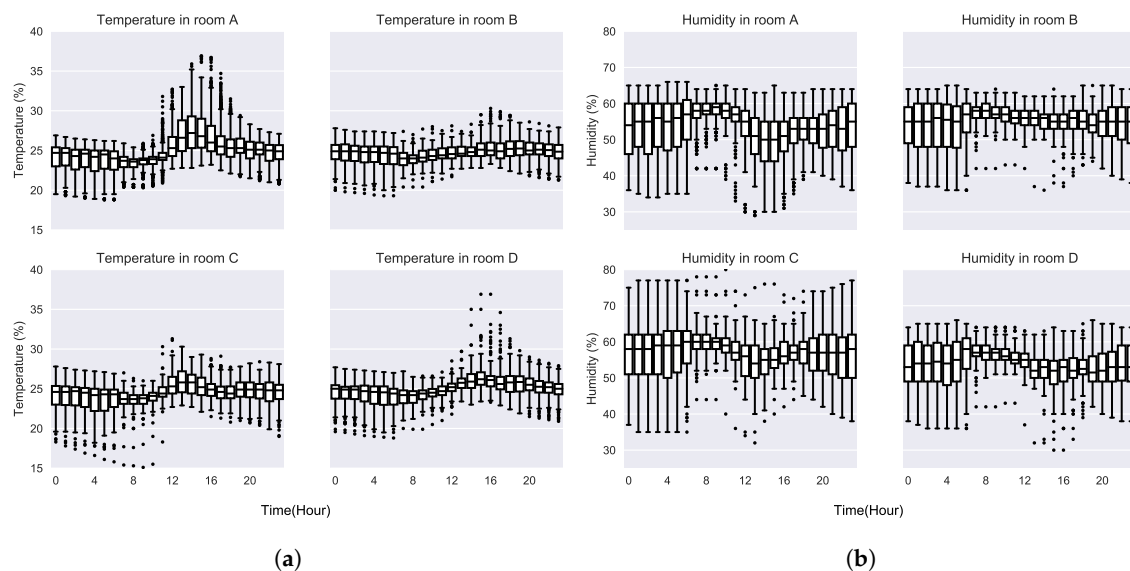 Temperature in room A
Temperature in room B
Humidity in room A
Humidity in room B
Temperature (%)
40
35
30
25
20
15
Humidity (%)
80
70
60
50
40
30
Temperature in room C
Temperature in room D
Humidity in room C
Humidity in room D
Temperature (%)
40
35
30
25
20
15
Humidity (%)
80
70
60
50
40
30
0 4 8 12 16 20
0 4 8 12 16 20
0 4 8 12 16 20
0 4 8 12 16 20
Time(Hour)
Time(Hour)
(a)
(b)